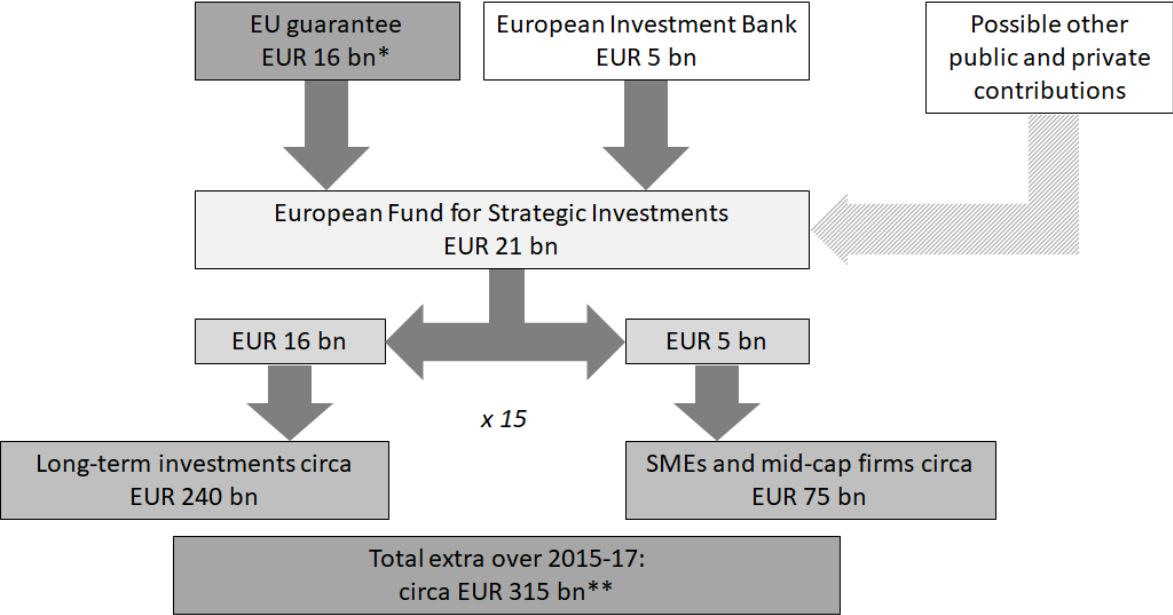 EU guarantee
EUR 16 bn*
European Investment Bank
EUR 5 bn
Possible other
public and private
contributions
European Fund for Strategic Investments
EUR 21 bn
EUR 16 bn
EUR 5 bn
x 15
Long-term investments circa
EUR 240 bn
SMEs and mid-cap firms circa
EUR 75 bn
Total extra over 2015-17:
circa EUR 315 bn**